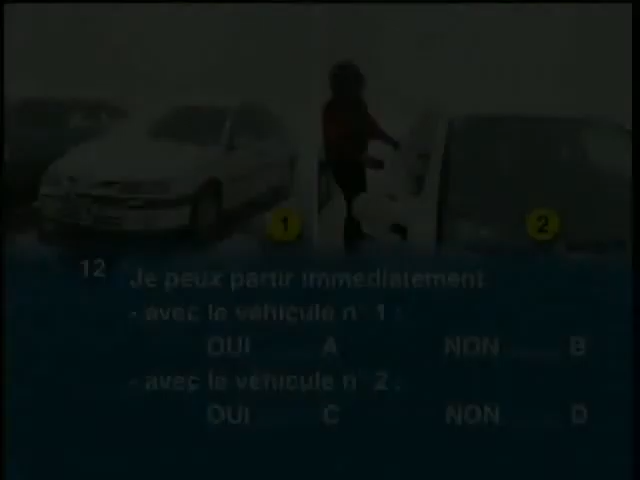 1
2
12 Je peux partir immédiatement
- avec le véhicule n° 1 :
OUI ..... A NON ..... B
- avec le véhicule n° 2 :
OUI ..... C NON ..... D